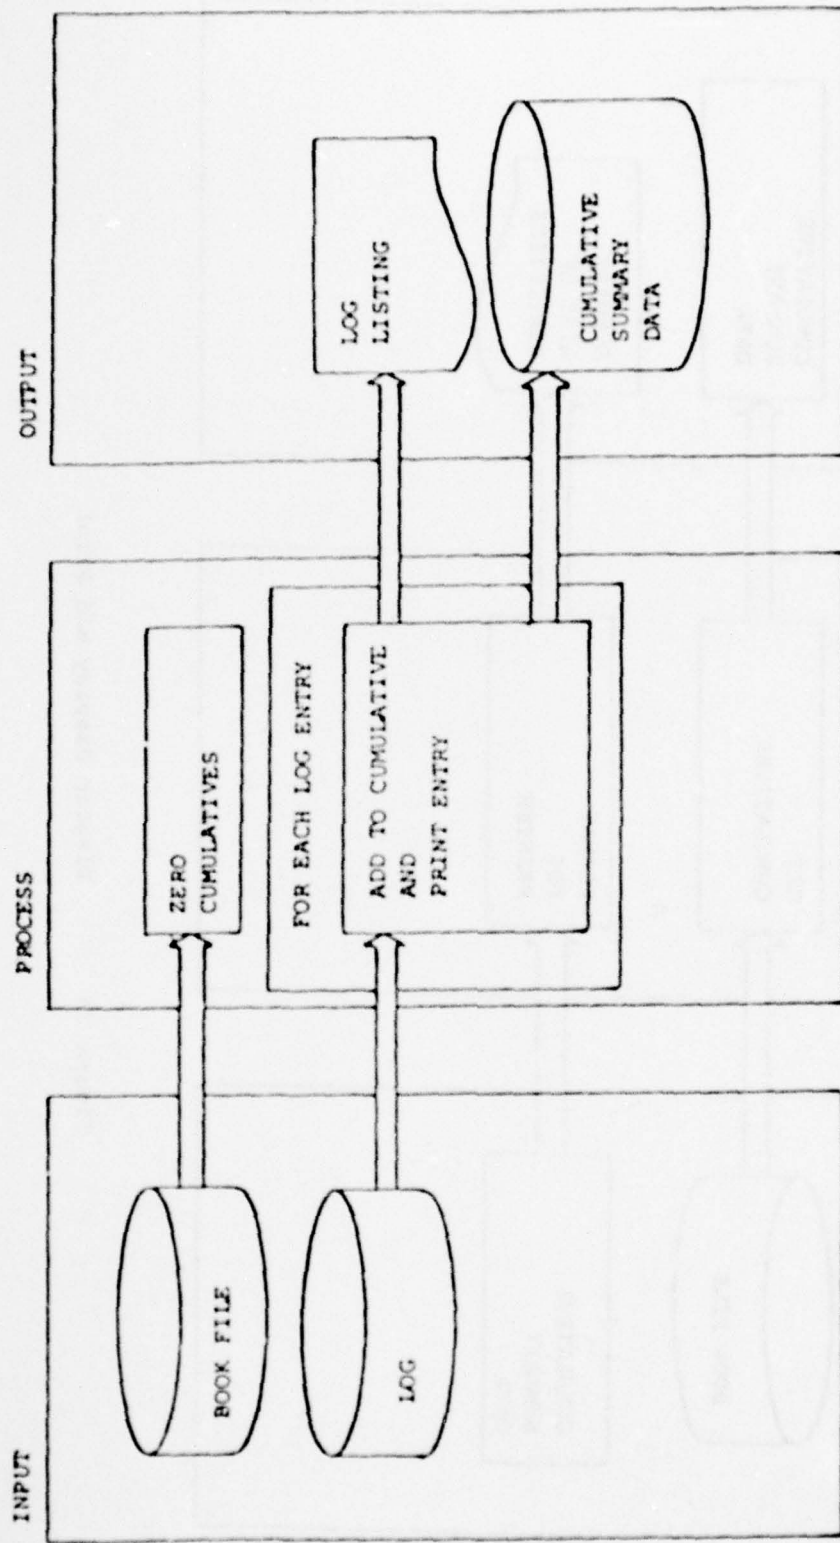 INPUT
BOOK FILE
LOG
PROCESS
ZERO
CUMULATIVES
FOR EACH LOG ENTRY
ADD TO CUMULATIVE
AND
PRINT ENTRY
OUTPUT
LOG
LISTING
CUMULATIVE
SUMMARY
DATA